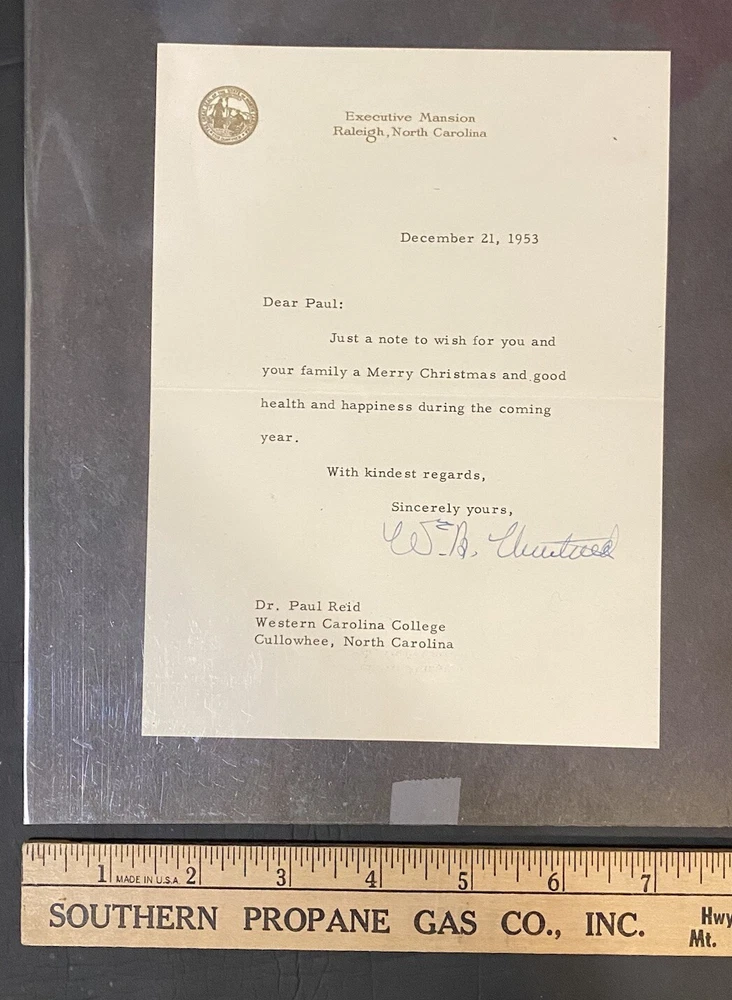 Executive Mansion
Raleigh, North Carolina
December 21, 1953
Dear Paul:
Just a note to wish for you and
your family a Merry Christmas and good
health and happiness during the coming
year.
With kindest regards,
Sincerely yours,
Wm. B. Umstead
Dr. Paul Reid
Western Carolina College
Cullowhee, North Carolina
1 MADE IN U.S.A. 2 3 4 5 6 7
SOUTHERN PROPANE GAS CO., INC. Hwy
Mt.